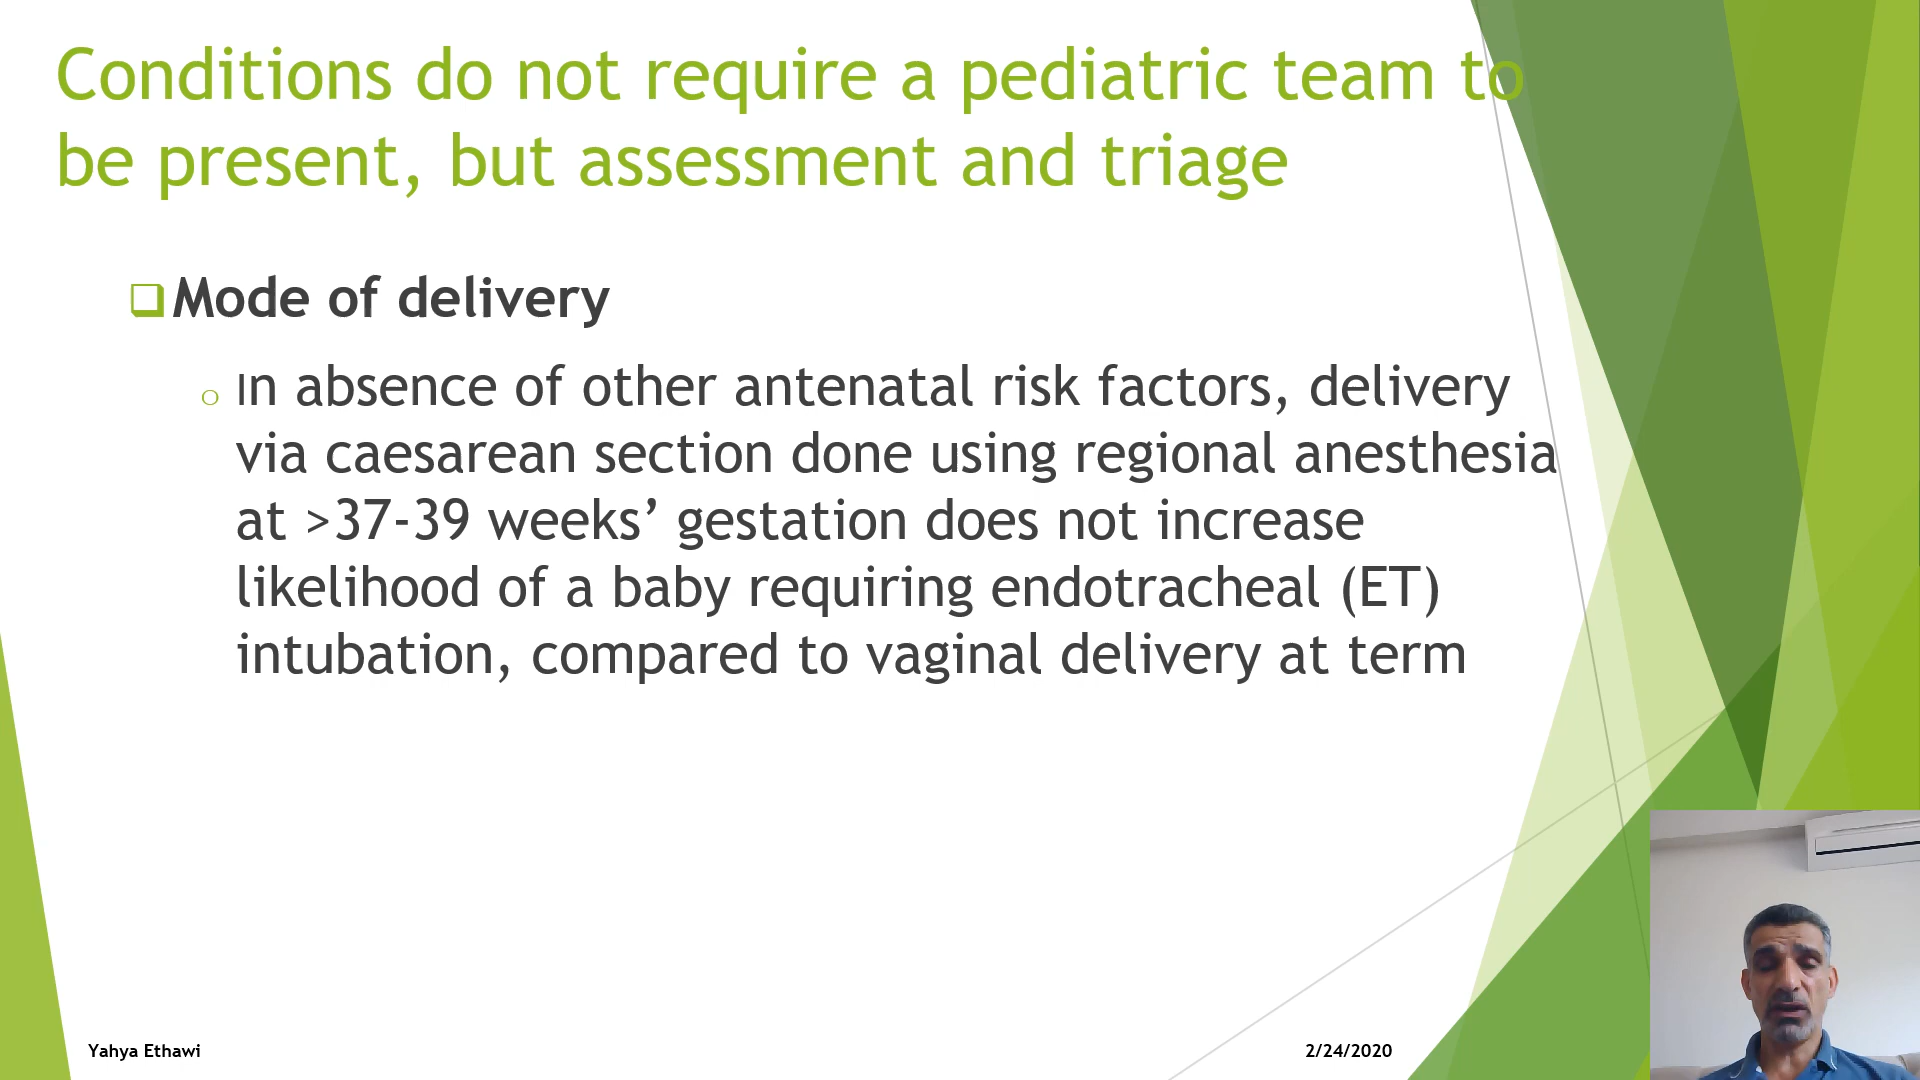 Conditions do not require a pediatric team to
be present, but assessment and triage
Mode of delivery
In absence of other antenatal risk factors, delivery
via caesarean section done using regional anesthesia
at >37-39 weeks’ gestation does not increase
likelihood of a baby requiring endotracheal (ET)
intubation, compared to vaginal delivery at term
Yahya Ethawi
2/24/2020